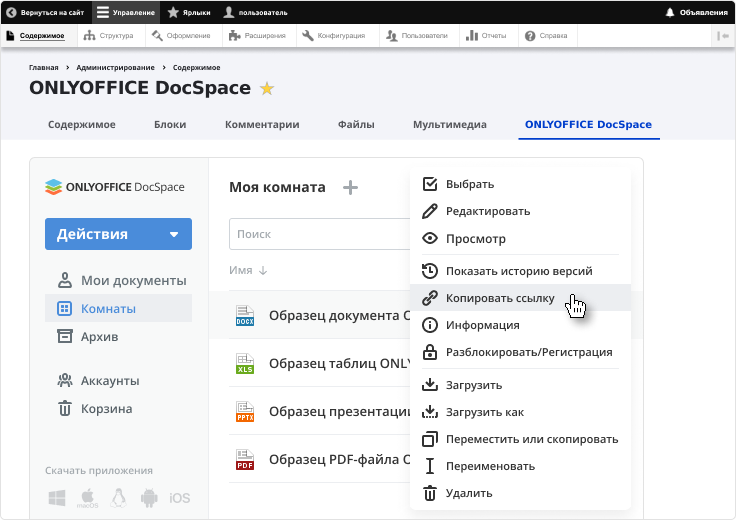 Вернуться на сайт
Управление
Ярлыки
пользователь
Объявления
Содержимое
Структура
Оформление
Расширения
Конфигурация
Пользователи
Отчеты
Справка
Главная > Администрирование > Содержимое
ONLYOFFICE DocSpace
Содержимое
Блоки
Комментарии
Файлы
Мультимедиа
ONLYOFFICE DocSpace
ONLYOFFICE DocSpace
Действия
Мои документы
Комнаты
Архив
Аккаунты
Корзина
Скачать приложения
macOS
iOS
Моя комната
Поиск
Имя
DOCX
Образец документа O
XLS
Образец таблиц ONLY
PPTX
Образец презентации
PDF
Образец PDF-файла O
Выбрать
Редактировать
Просмотр
Показать историю версий
Копировать ссылку
Информация
Разблокировать/Регистрация
Загрузить
Загрузить как
Переместить или скопировать
Переименовать
Удалить